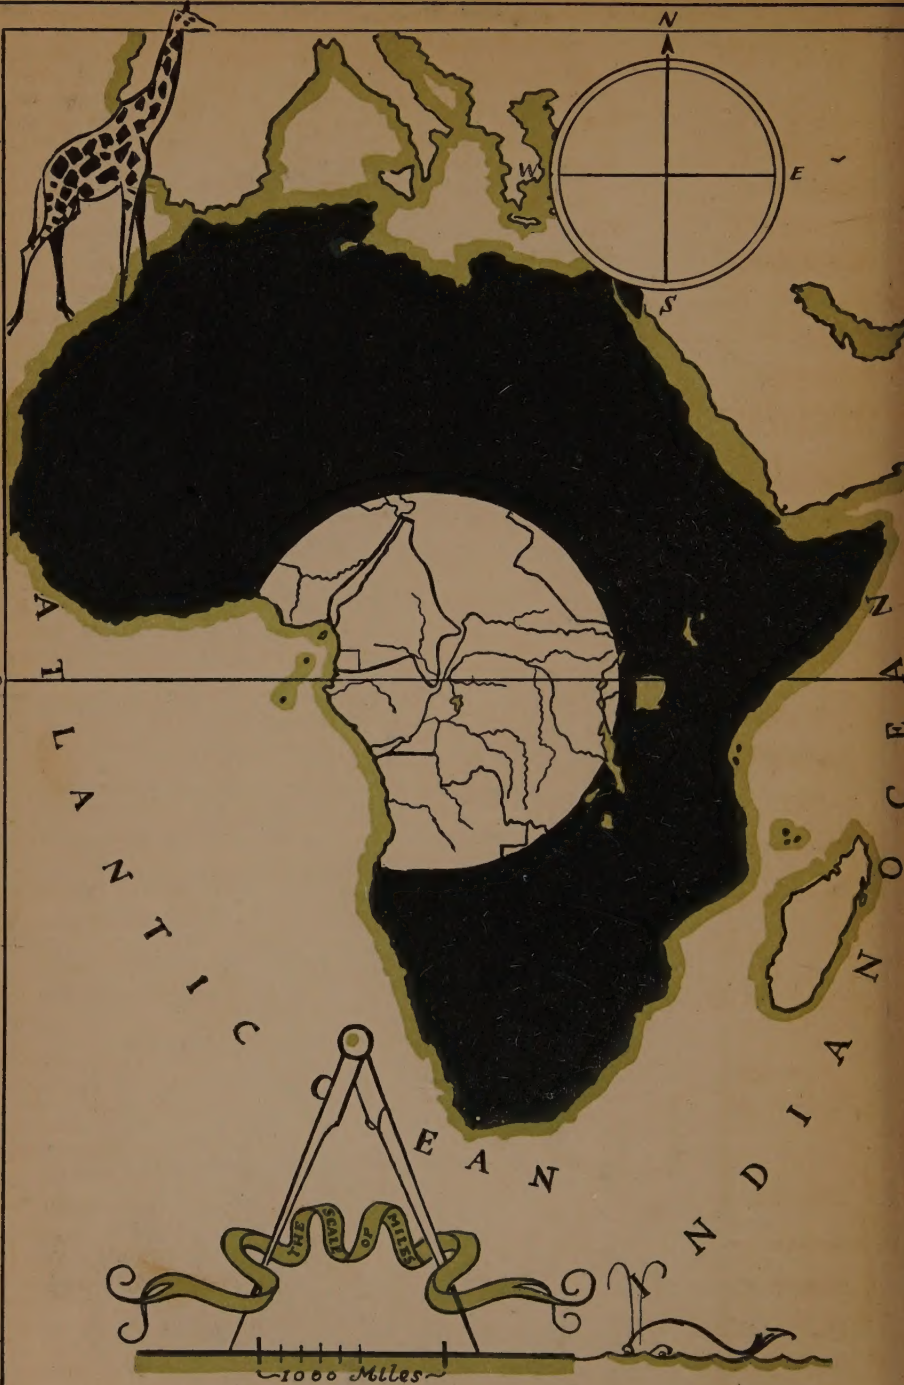 N
W
E
S
ATLANTIC OCEAN
INDIAN OCEAN
THE SCALE OF MILES
1000 Miles